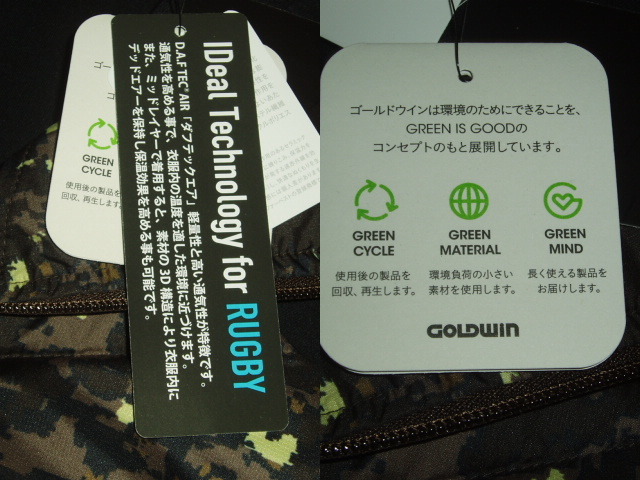 IDeal Technology for RUGBY
D.A.F TEC® AIR「ダフテックエア」軽量性と高い通気性が特徴です。
通気性を高める事で、衣服内の温度を適した環境に近づけます。
また、ミッドレイヤーで着用すると、素材の3D構造により衣服内に
デッドエアーを保持し保温効果を高める事も可能です。
GREEN
CYCLE
使用後の製品を
回収、再生します。
ゴールドウインは環境のためにできることを、
GREEN IS GOODの
コンセプトのもと展開しています。
GREEN
CYCLE
使用後の製品を
回収、再生します。
GREEN
MATERIAL
環境負荷の小さい
素材を使用します。
GREEN
MIND
長く使える製品を
お届けします。
GOLDWIN